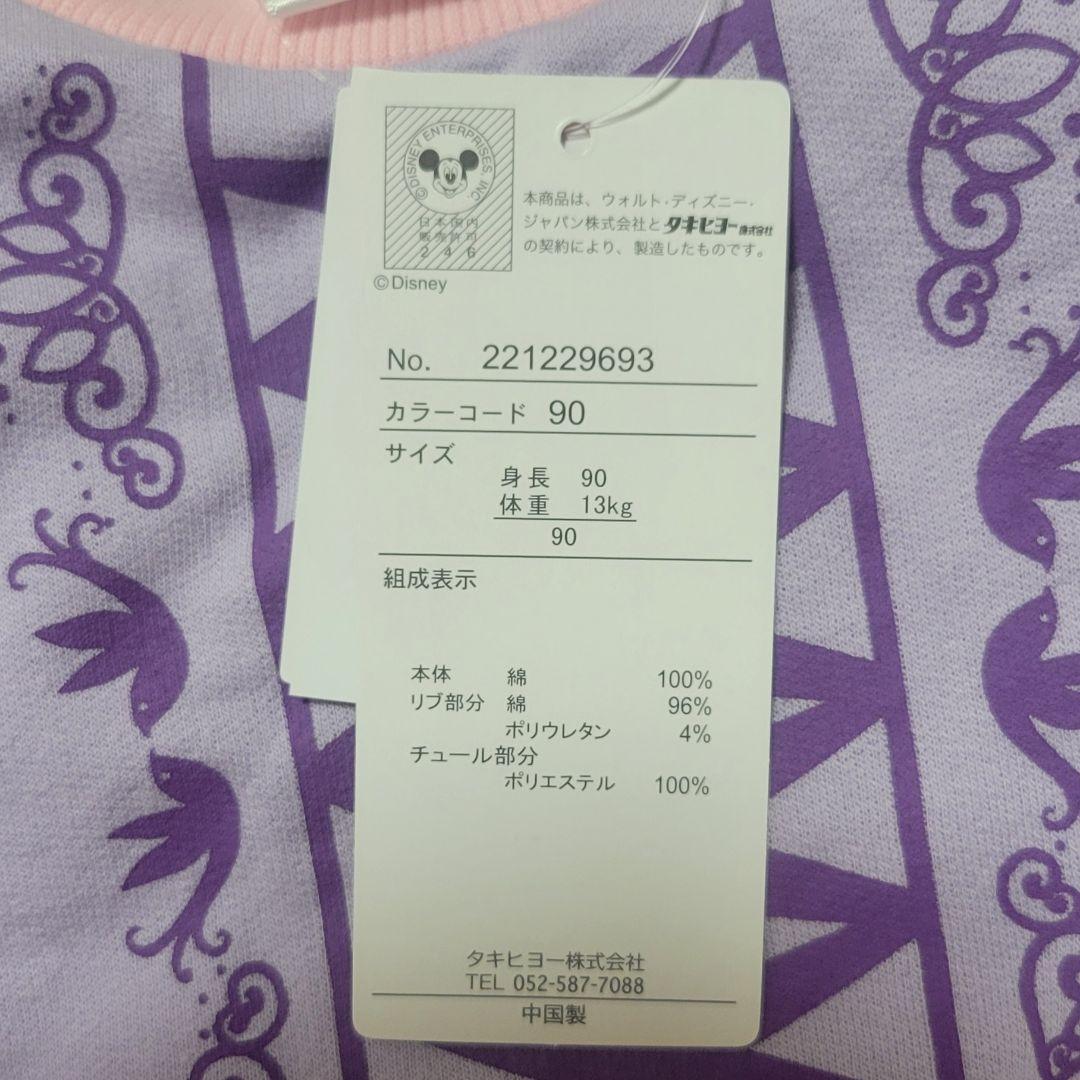 ©DISNEY ENTERPRISES, INC.
日本国内
販売許可
246
©Disney
本商品は、ウォルト・ディズニー・
ジャパン株式会社とタキヒヨー株式会社
の契約により、製造したものです。
No. 221229693
カラーコード 90
サイズ
身長 90
体重 13kg
90
組成表示
本体 綿 100%
リブ部分 綿 96%
ポリウレタン 4%
チュール部分
ポリエステル 100%
タキヒヨー株式会社
TEL 052-587-7088
中国製